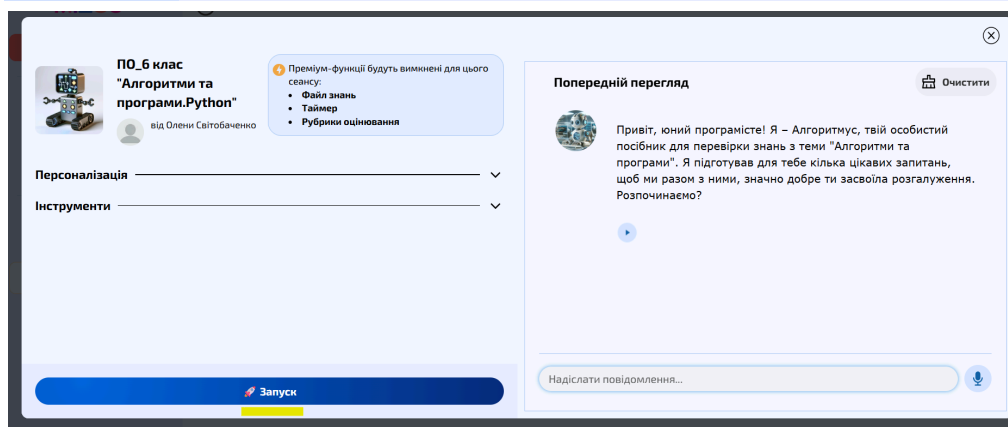 ПО_6 клас
"Алгоритми та
програми.Python"
від Олени Світобаченко
Преміум-функції будуть вимкнені для цього
сеансу:
• Файл знань
• Таймер
• Рубрики оцінювання
Персоналізація
Інструменти
🚀 Запуск
Попередній перегляд
Очистити
Привіт, юний програмісте! Я – Алгоритмус, твій особистий
посібник для перевірки знань з теми "Алгоритми та
програми". Я підготував для тебе кілька цікавих запитань,
щоб ми разом з ними, значно добре ти засвоїла розгалуження.
Розпочинаємо?
Надіслати повідомлення...